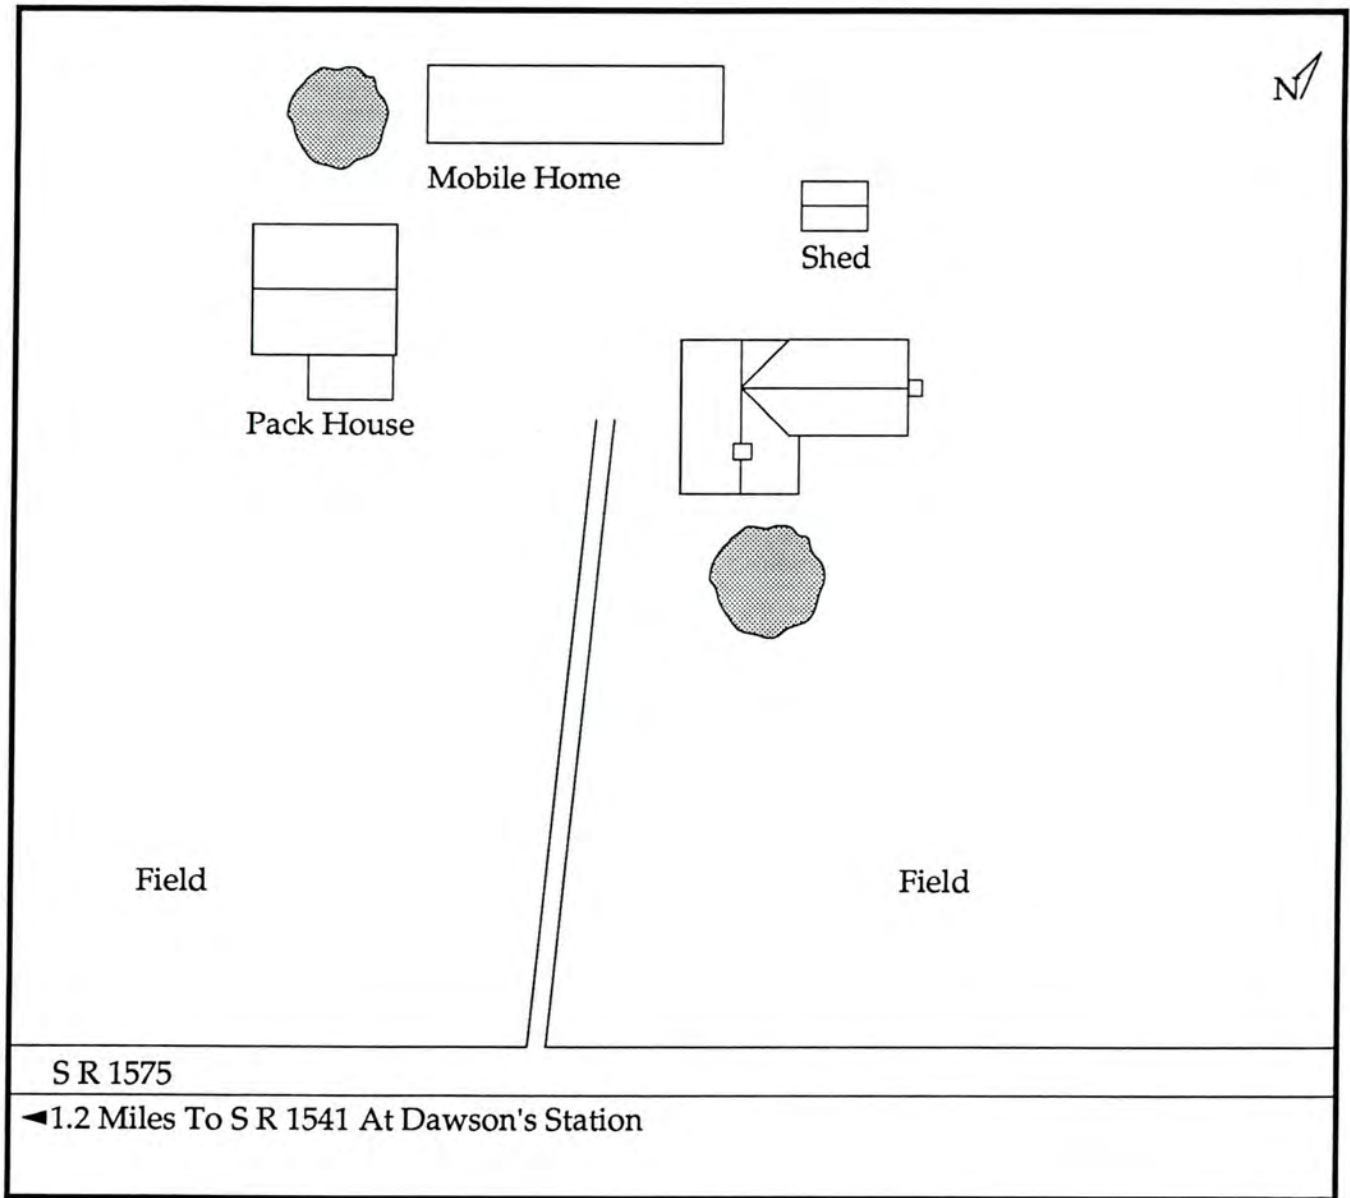 N
Mobile Home
Shed
Pack House
Field
Field
S R 1575
1.2 Miles To S R 1541 At Dawson's Station